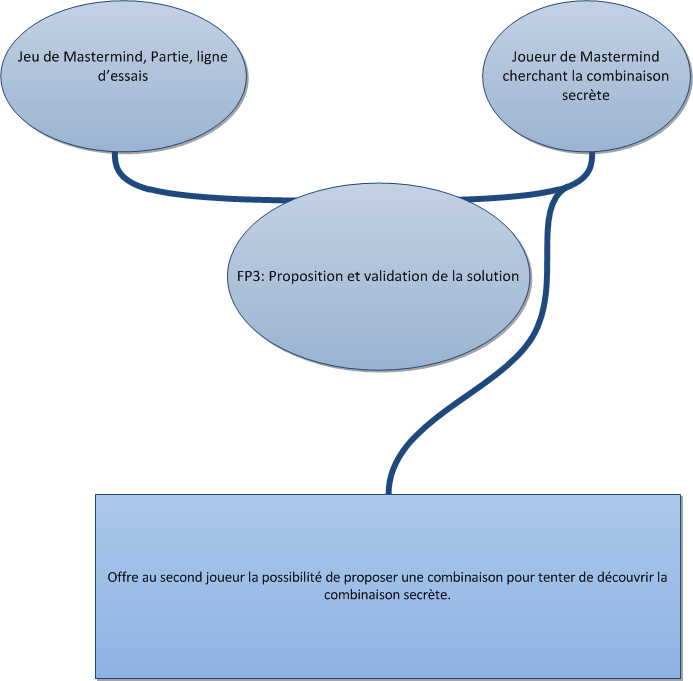 Jeu de Mastermind, Partie, ligne
d’essais
Joueur de Mastermind
cherchant la combinaison
secrète
FP3: Proposition et validation de la solution
Offre au second joueur la possibilité de proposer une combinaison pour tenter de découvrir la
combinaison secrète.